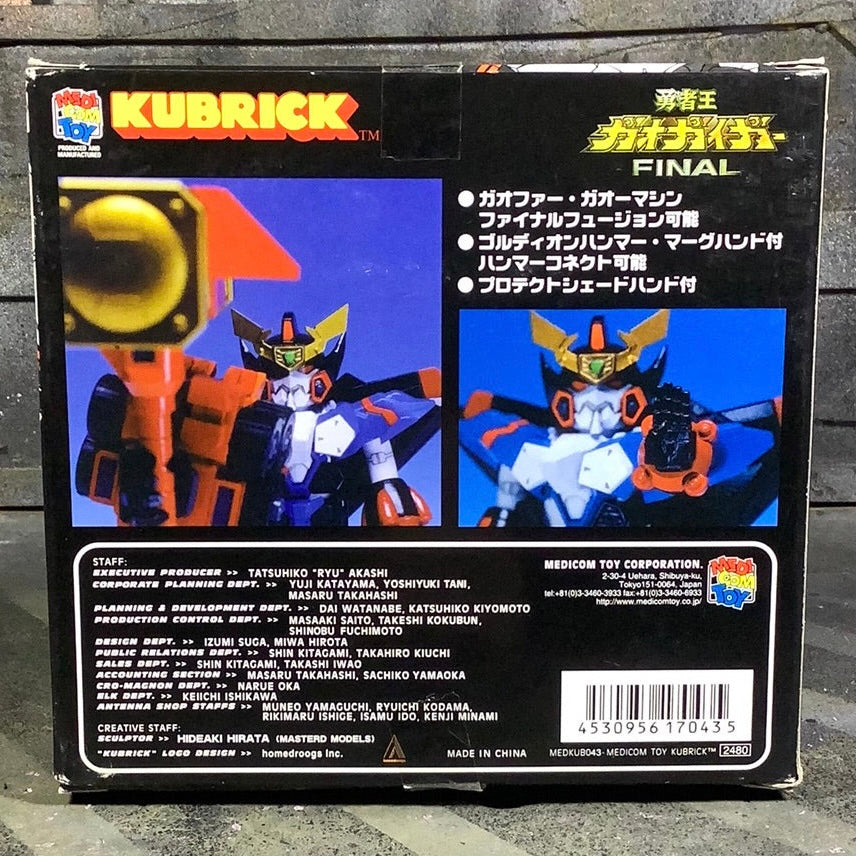 MEDI
COM
TOY
PRODUCED AND
MANUFACTURED
KUBRICK™
勇者王
ガオガイガー
FINAL
● ガオファー・ガオーマシン
ファイナルフュージョン可能
● ゴルディオンハンマー・マーグハンド付
ハンマーコネクト可能
● プロテクトシェードハンド付
STAFF:
EXECUTIVE PRODUCER >> TATSUHIKO "RYU" AKASHI
CORPORATE PLANNING DEPT. >> YUJI KATAYAMA, YOSHIYUKI TANI,
MASARU TAKAHASHI
PLANNING & DEVELOPMENT DEPT. >> DAI WATANABE, KATSUHIKO KIYOMOTO
PRODUCTION CONTROL DEPT. >> MASAAKI SAITO, TAKESHI KOKUBUN,
SHINOBU FUCHIMOTO
DESIGN DEPT. >> IZUMI SUGA, MIWA HIROTA
PUBLIC RELATIONS DEPT. >> SHIN KITAGAMI, TAKAHIRO KIUCHI
SALES DEPT. >> SHIN KITAGAMI, TAKASHI IWAO
ACCOUNTING SECTION >> MASARU TAKAHASHI, SACHIKO YAMAOKA
CRO-MAGNON DEPT. >> NARUE OKA
ELK DEPT. >> KEIICHI ISHIKAWA
ANTENNA SHOP STAFFS >> MUNEO YAMAGUCHI, RYUICHI KODAMA,
RIKIMARU ISHIGE, ISAMU IDO, KENJI MINAMI
CREATIVE STAFF:
SCULPTOR >> HIDEAKI HIRATA (MASTERD MODELS)
"KUBRICK" LOGO DESIGN >> homedroogs Inc.
MEDICOM TOY CORPORATION.
2-30-4 Uehara, Shibuya-ku,
Tokyo151-0064, Japan
tel:+81(0)3-3460-3933 fax:+81(0)3-3460-6933
http://www.medicomtoy.co.jp/
MEDI
COM
TOY
4530956170435
MADE IN CHINA
MEDKUB043-MEDICOM TOY KUBRICK™ 2480